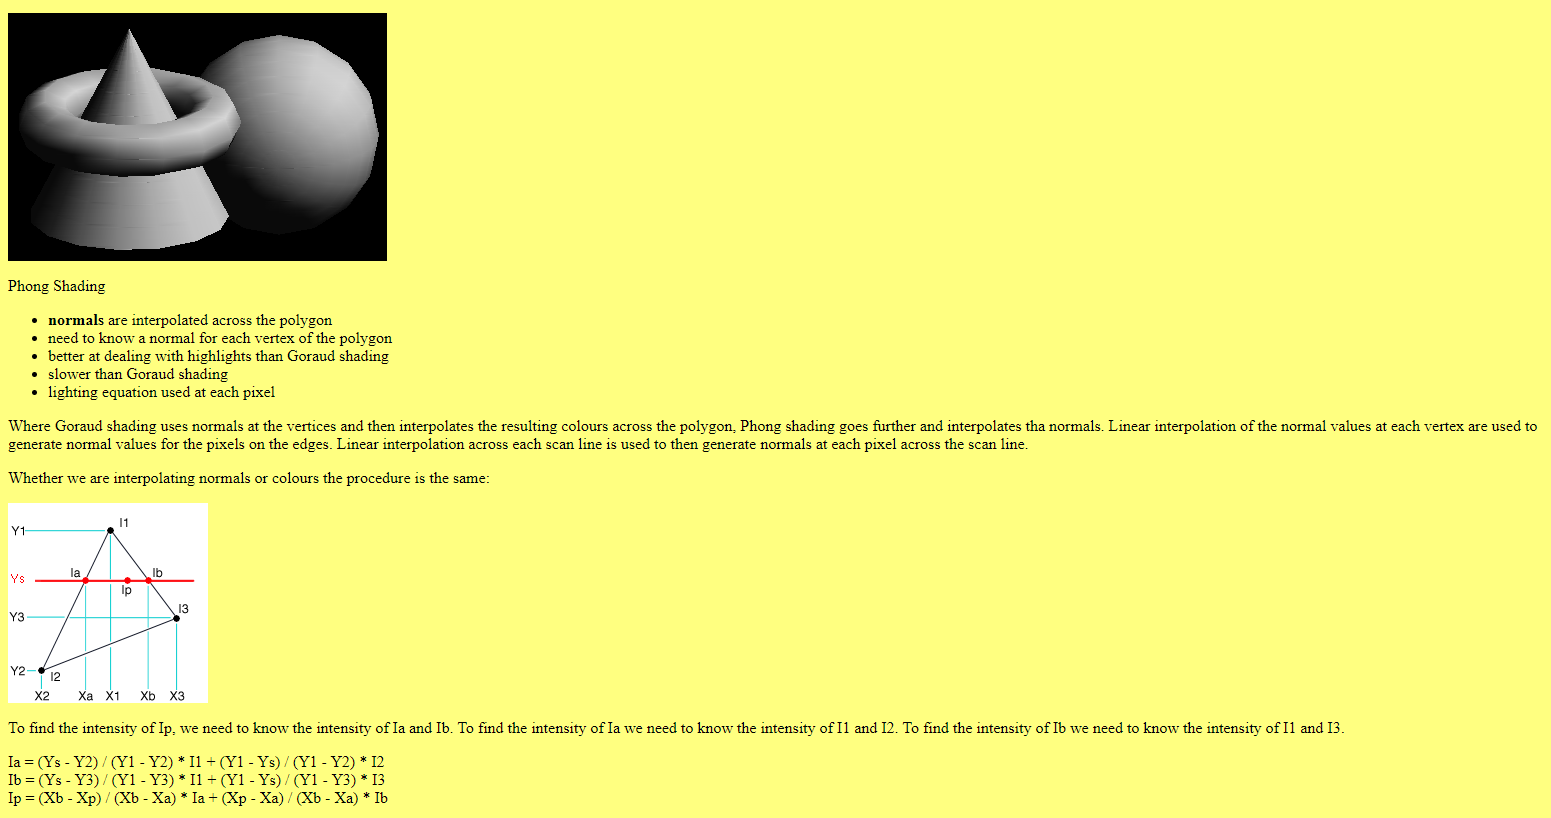 Phong Shading
• normals are interpolated across the polygon
• need to know a normal for each vertex of the polygon
• better at dealing with highlights than Goraud shading
• slower than Goraud shading
• lighting equation used at each pixel
Where Goraud shading uses normals at the vertices and then interpolates the resulting colours across the polygon, Phong shading goes further and interpolates tha normals. Linear interpolation of the normal values at each vertex are used to
generate normal values for the pixels on the edges. Linear interpolation across each scan line is used to then generate normals at each pixel across the scan line.
Whether we are interpolating normals or colours the procedure is the same:
I1
Y1
Ia
Ib
Ys
Ip
I3
Y3
Y2
I2
X2 Xa X1 Xb X3
To find the intensity of Ip, we need to know the intensity of Ia and Ib. To find the intensity of Ia we need to know the intensity of I1 and I2. To find the intensity of Ib we need to know the intensity of I1 and I3.
Ia = (Ys - Y2) / (Y1 - Y2) * I1 + (Y1 - Ys) / (Y1 - Y2) * I2
Ib = (Ys - Y3) / (Y1 - Y3) * I1 + (Y1 - Ys) / (Y1 - Y3) * I3
Ip = (Xb - Xp) / (Xb - Xa) * Ia + (Xp - Xa) / (Xb - Xa) * Ib